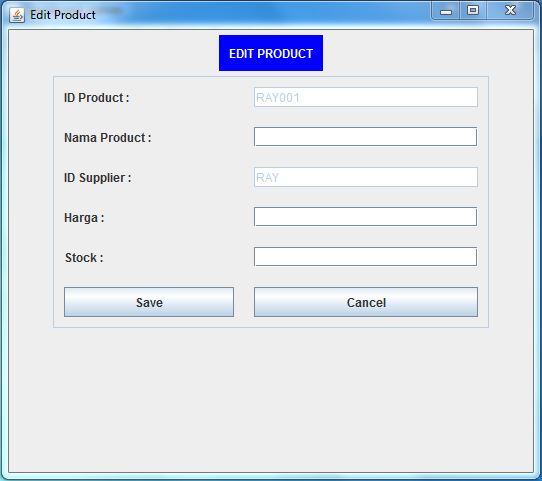 Edit Product
EDIT PRODUCT
ID Product : RAY001
Nama Product :
ID Supplier : RAY
Harga :
Stock :
Save Cancel